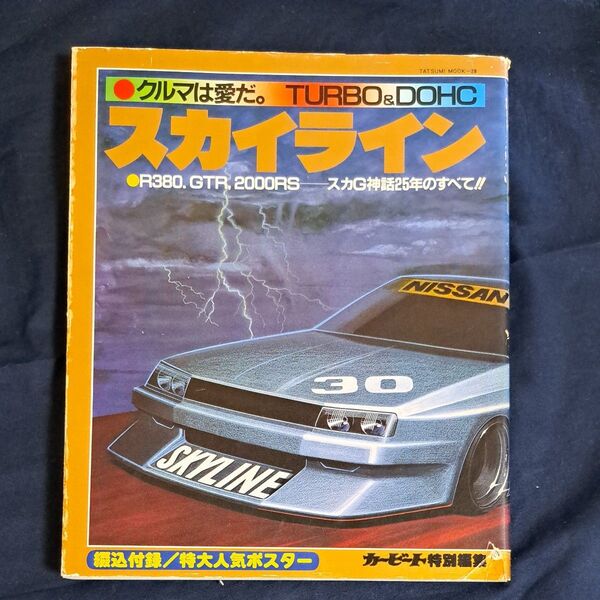 TATSUMI MOOK-28
●クルマは愛だ。 TURBO&DOHC
スカイライン
●R380. GTR. 2000RS——スカG神話25年のすべて!!
NISSAN
30
SKYLINE
綴込付録/特大人気ポスター
カービート特別編集